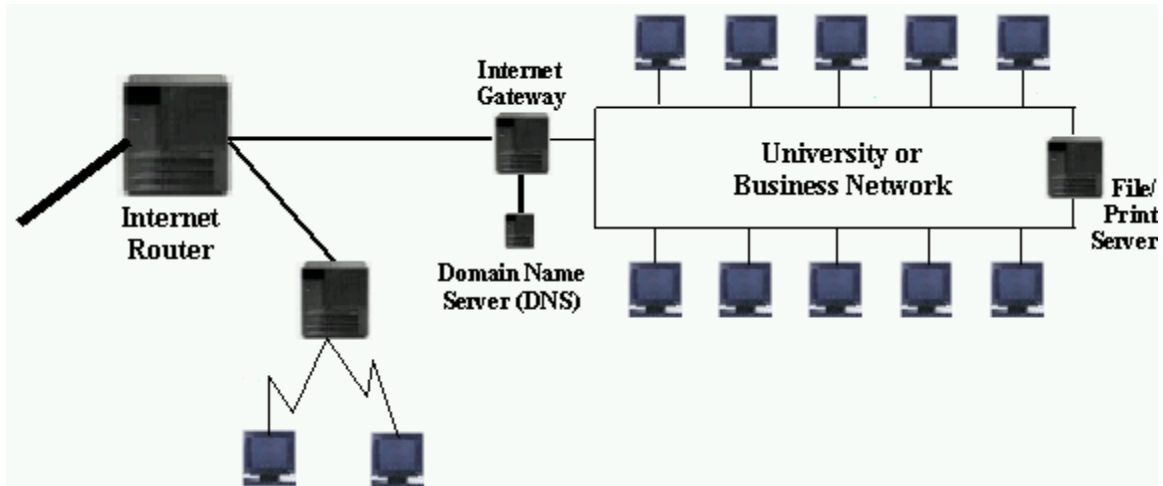 Internet
Gateway
University or
Business Network
File/
Print
Server
Internet
Router
Domain Name
Server (DNS)